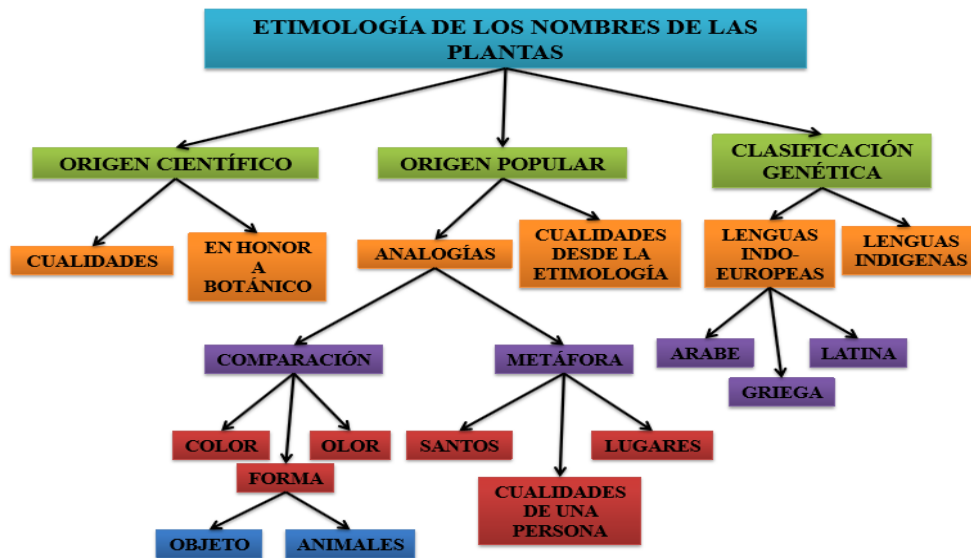 ETIMOLOGÍA DE LOS NOMBRES DE LAS
PLANTAS
ORIGEN CIENTÍFICO
ORIGEN POPULAR
CLASIFICACIÓN
GENÉTICA
CUALIDADES
EN HONOR
A
BOTÁNICO
ANALOGÍAS
CUALIDADES
DESDE LA
ETIMOLOGÍA
LENGUAS
INDO-
EUROPEAS
LENGUAS
INDIGENAS
COMPARACIÓN
METÁFORA
ARABE
LATINA
GRIEGA
COLOR
OLOR
FORMA
SANTOS
LUGARES
CUALIDADES
DE UNA
PERSONA
OBJETO
ANIMALES